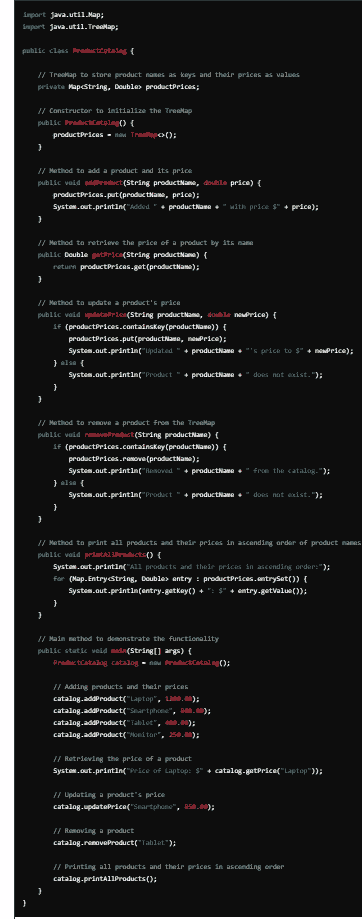 import java.util.Map;
import java.util.TreeMap;
public class ProductCatalog {
// TreeMap to store product names as keys and their prices as values
private Map<String, Double> productPrices;
// Constructor to initialize the TreeMap
public ProductCatalog() {
productPrices = new TreeMap<>();
}
// Method to add a product and its price
public void addProduct(String productName, double price) {
productPrices.put(productName, price);
System.out.println("Added " + productName + " with price $" + price);
}
// Method to retrieve the price of a product by its name
public Double getPrice(String productName) {
return productPrices.get(productName);
}
// Method to update a product's price
public void updatePrice(String productName, double newPrice) {
if (productPrices.containsKey(productName)) {
productPrices.put(productName, newPrice);
System.out.println("Updated " + productName + "'s price to $" + newPrice);
} else {
System.out.println("Product " + productName + " does not exist.");
}
}
// Method to remove a product from the TreeMap
public void removeProduct(String productName) {
if (productPrices.containsKey(productName)) {
productPrices.remove(productName);
System.out.println("Removed " + productName + " from the catalog.");
} else {
System.out.println("Product " + productName + " does not exist.");
}
}
// Method to print all products and their prices in ascending order of product names
public void printAllProducts() {
System.out.println("All products and their prices in ascending order:");
for (Map.Entry<String, Double> entry : productPrices.entrySet()) {
System.out.println(entry.getKey() + ": $" + entry.getValue());
}
}
// Main method to demonstrate the functionality
public static void main(String[] args) {
ProductCatalog catalog = new ProductCatalog();
// Adding products and their prices
catalog.addProduct("Laptop", 1200.00);
catalog.addProduct("Smartphone", );
catalog.addProduct("Tablet", );
catalog.addProduct("Monitor", 250.00);
// Retrieving the price of a product
System.out.println("Price of Laptop: $" + catalog.getPrice("Laptop"));
// Updating a product's price
catalog.updatePrice("Smartphone", );
// Removing a product
catalog.removeProduct("Tablet");
// Printing all products and their prices in ascending order
catalog.printAllProducts();
}
}